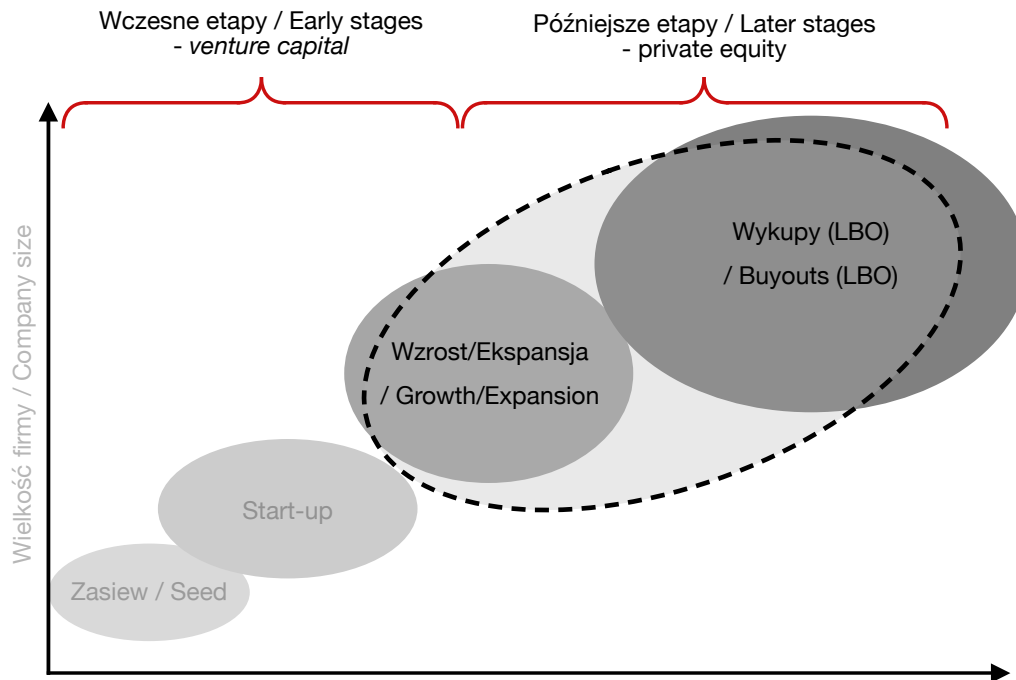 Wczesne etapy / Early stages
- venture capital
Późniejsze etapy / Later stages
- private equity
Wielkość firmy / Company size
Wykupy (LBO)
/ Buyouts (LBO)
Wzrost/Ekspansja
/ Growth/Expansion
Start-up
Zasiew / Seed